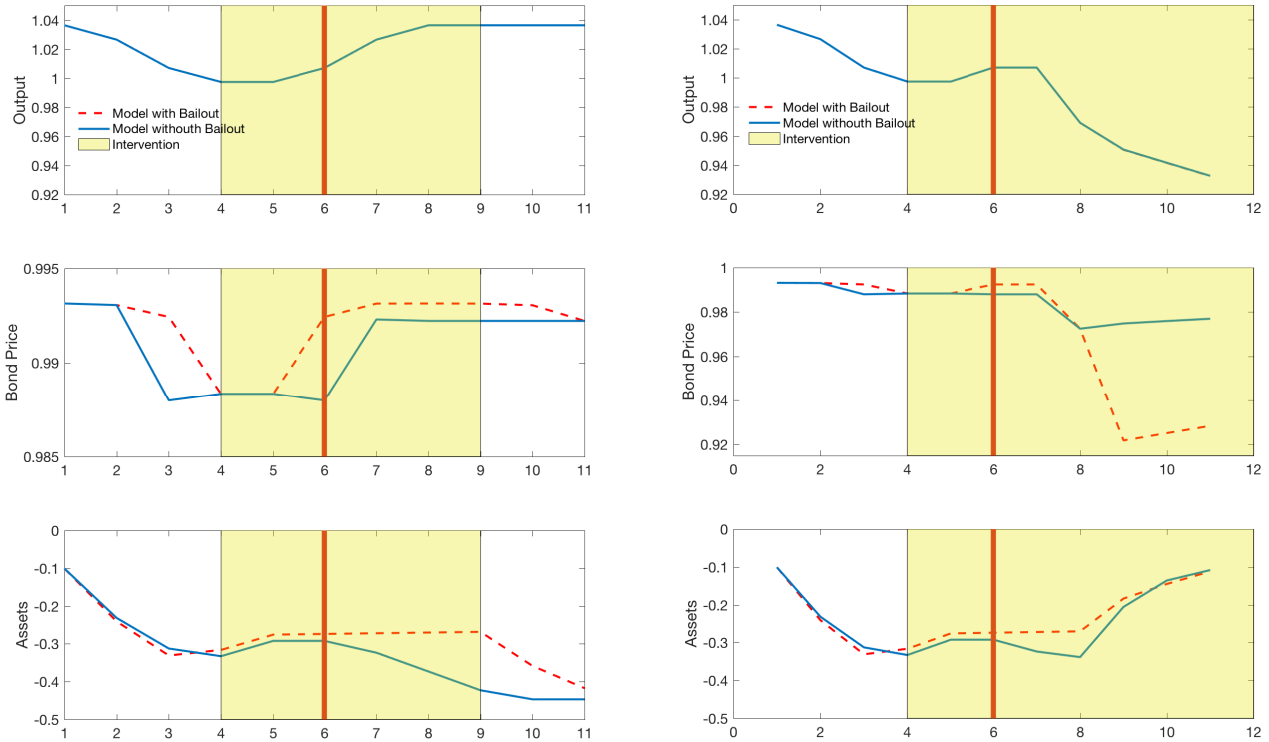 1.04
1.02
1
0.98
0.96
0.94
0.92
Output
Model with Bailout
Model withouth Bailout
Intervention
1 2 3 4 5 6 7 8 9 10 11
1.04
1.02
1
0.98
0.96
0.94
0.92
Output
Model with Bailout
Model withouth Bailout
Intervention
0 2 4 6 8 10 12
0.995
0.99
0.985
Bond Price
1 2 3 4 5 6 7 8 9 10 11
1
0.98
0.96
0.94
0.92
Bond Price
0 2 4 6 8 10 12
0
-0.1
-0.2
-0.3
-0.4
-0.5
Assets
1 2 3 4 5 6 7 8 9 10 11
0
-0.1
-0.2
-0.3
-0.4
-0.5
Assets
0 2 4 6 8 10 12